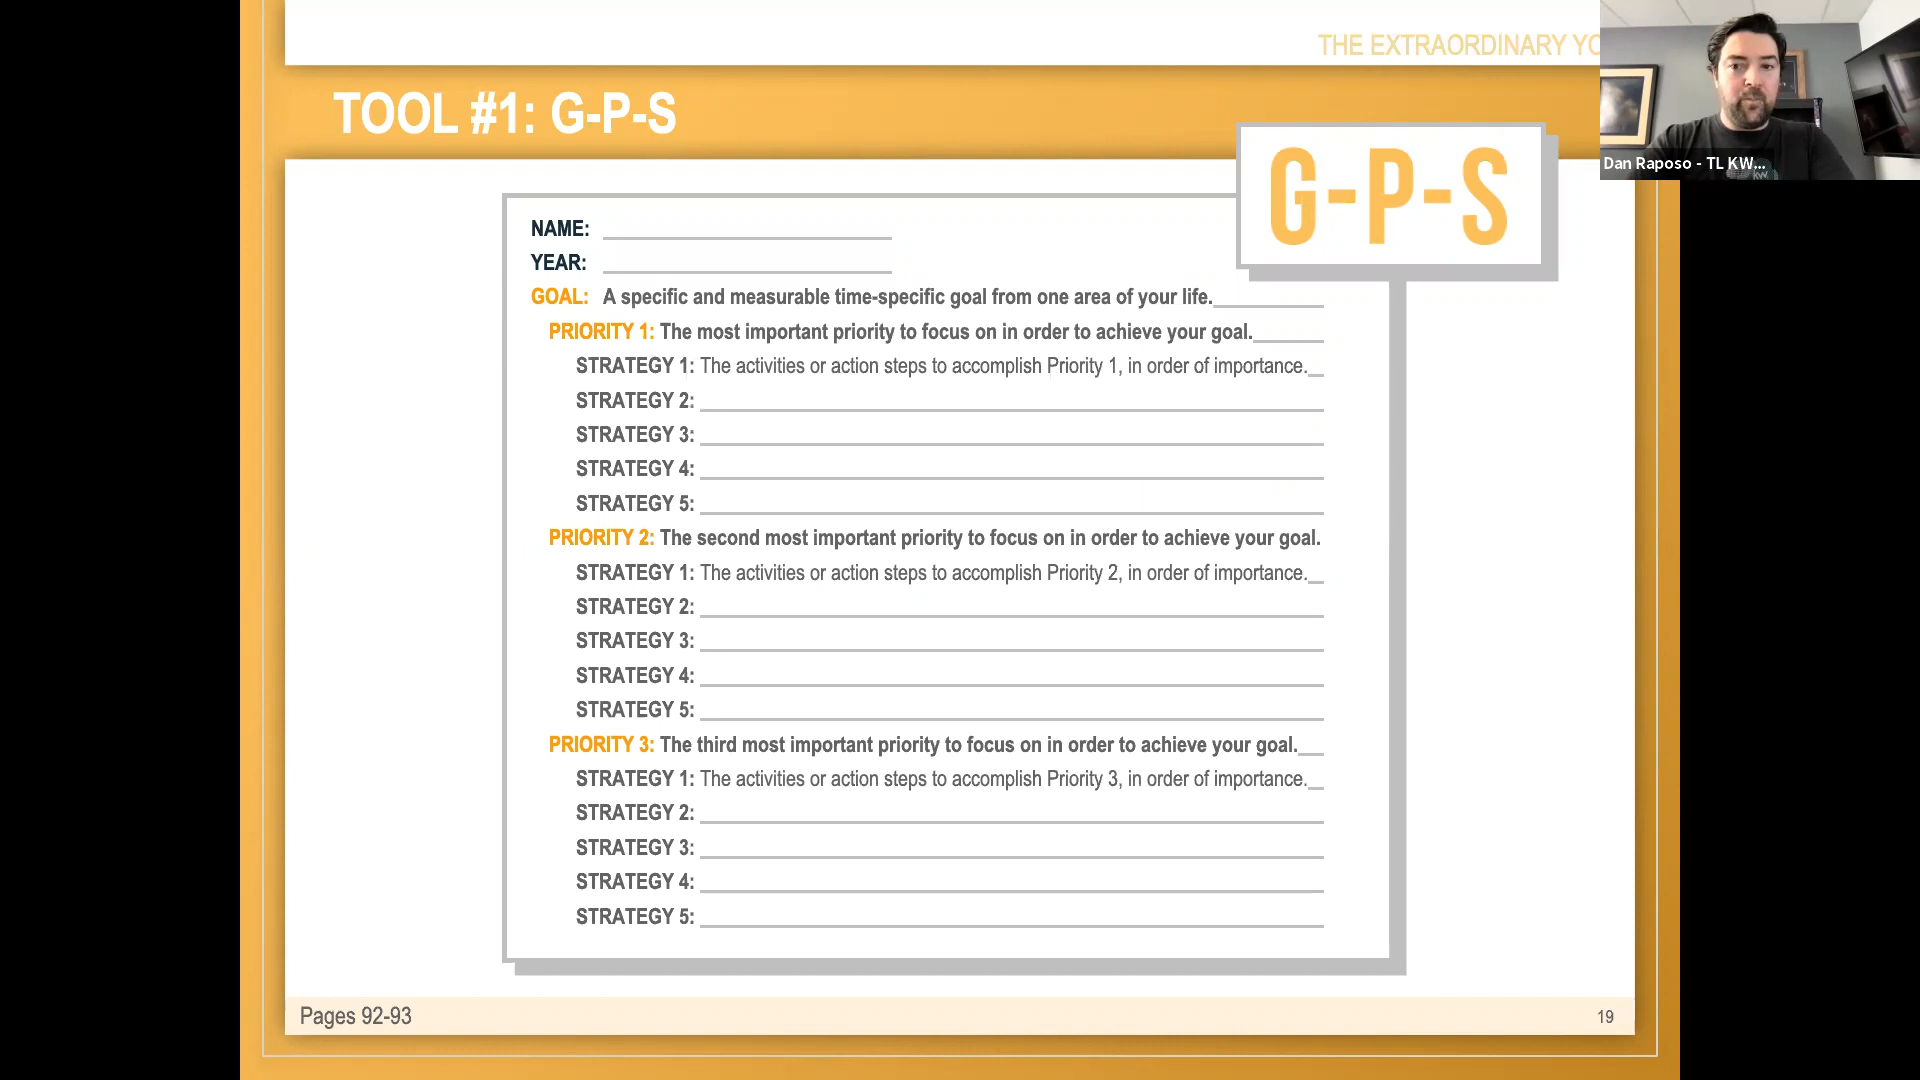 THE EXTRAORDINARY
TOOL #1: G-P-S
Dan Raposo - TL KW...
G-P-S
NAME:
YEAR:
GOAL: A specific and measurable time-specific goal from one area of your life.
PRIORITY 1: The most important priority to focus on in order to achieve your goal.
STRATEGY 1: The activities or action steps to accomplish Priority 1, in order of importance.
STRATEGY 2:
STRATEGY 3:
STRATEGY 4:
STRATEGY 5:
PRIORITY 2: The second most important priority to focus on in order to achieve your goal.
STRATEGY 1: The activities or action steps to accomplish Priority 2, in order of importance.
STRATEGY 2:
STRATEGY 3:
STRATEGY 4:
STRATEGY 5:
PRIORITY 3: The third most important priority to focus on in order to achieve your goal.
STRATEGY 1: The activities or action steps to accomplish Priority 3, in order of importance.
STRATEGY 2:
STRATEGY 3:
STRATEGY 4:
STRATEGY 5:
Pages 92-93
19